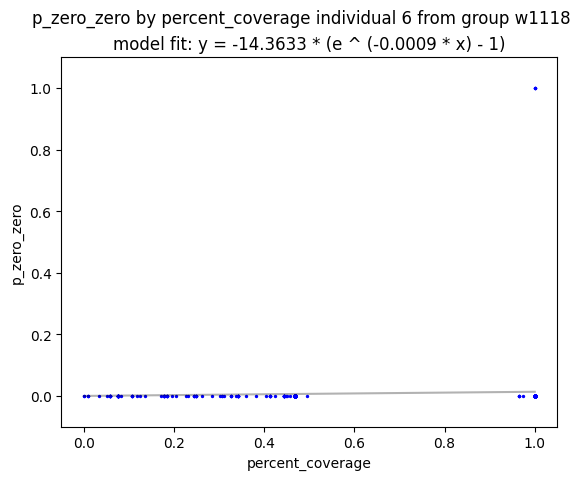 p_zero_zero by percent_coverage individual 6 from group w1118
model fit: y = -14.3633 * (e ^ (-0.0009 * x) - 1)
1.0
0.8
0.6
0.4
0.2
0.0
p_zero_zero
0.0 0.2 0.4 0.6 0.8 1.0
percent_coverage